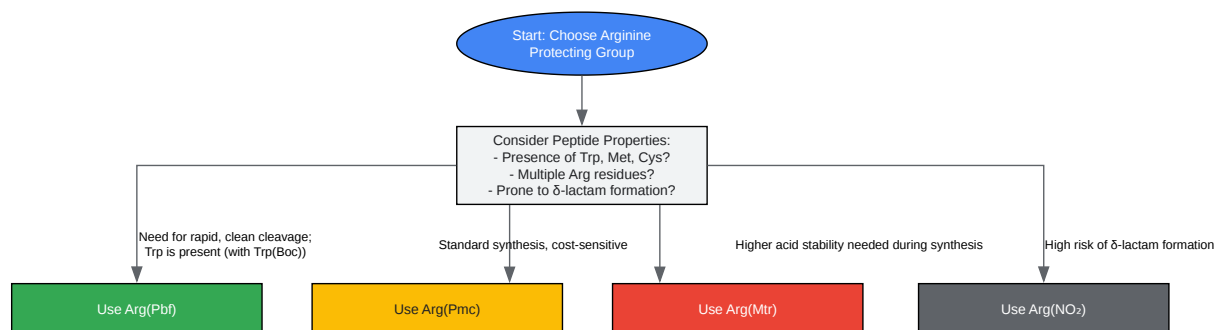 Start: Choose Arginine
Protecting Group
Consider Peptide Properties:
- Presence of Trp, Met, Cys?
- Multiple Arg residues?
- Prone to δ-lactam formation?
Need for rapid, clean cleavage;
Trp is present (with Trp(Boc))
Standard synthesis, cost-sensitive
Higher acid stability needed during synthesis
High risk of δ-lactam formation
Use Arg(Pbf)
Use Arg(Pmc)
Use Arg(Mtr)
Use Arg(NO₂)